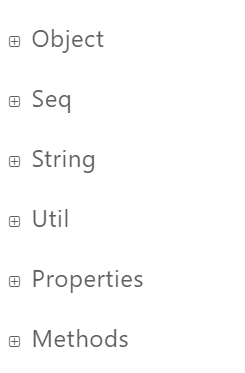 Object
Seq
String
Util
Properties
Methods